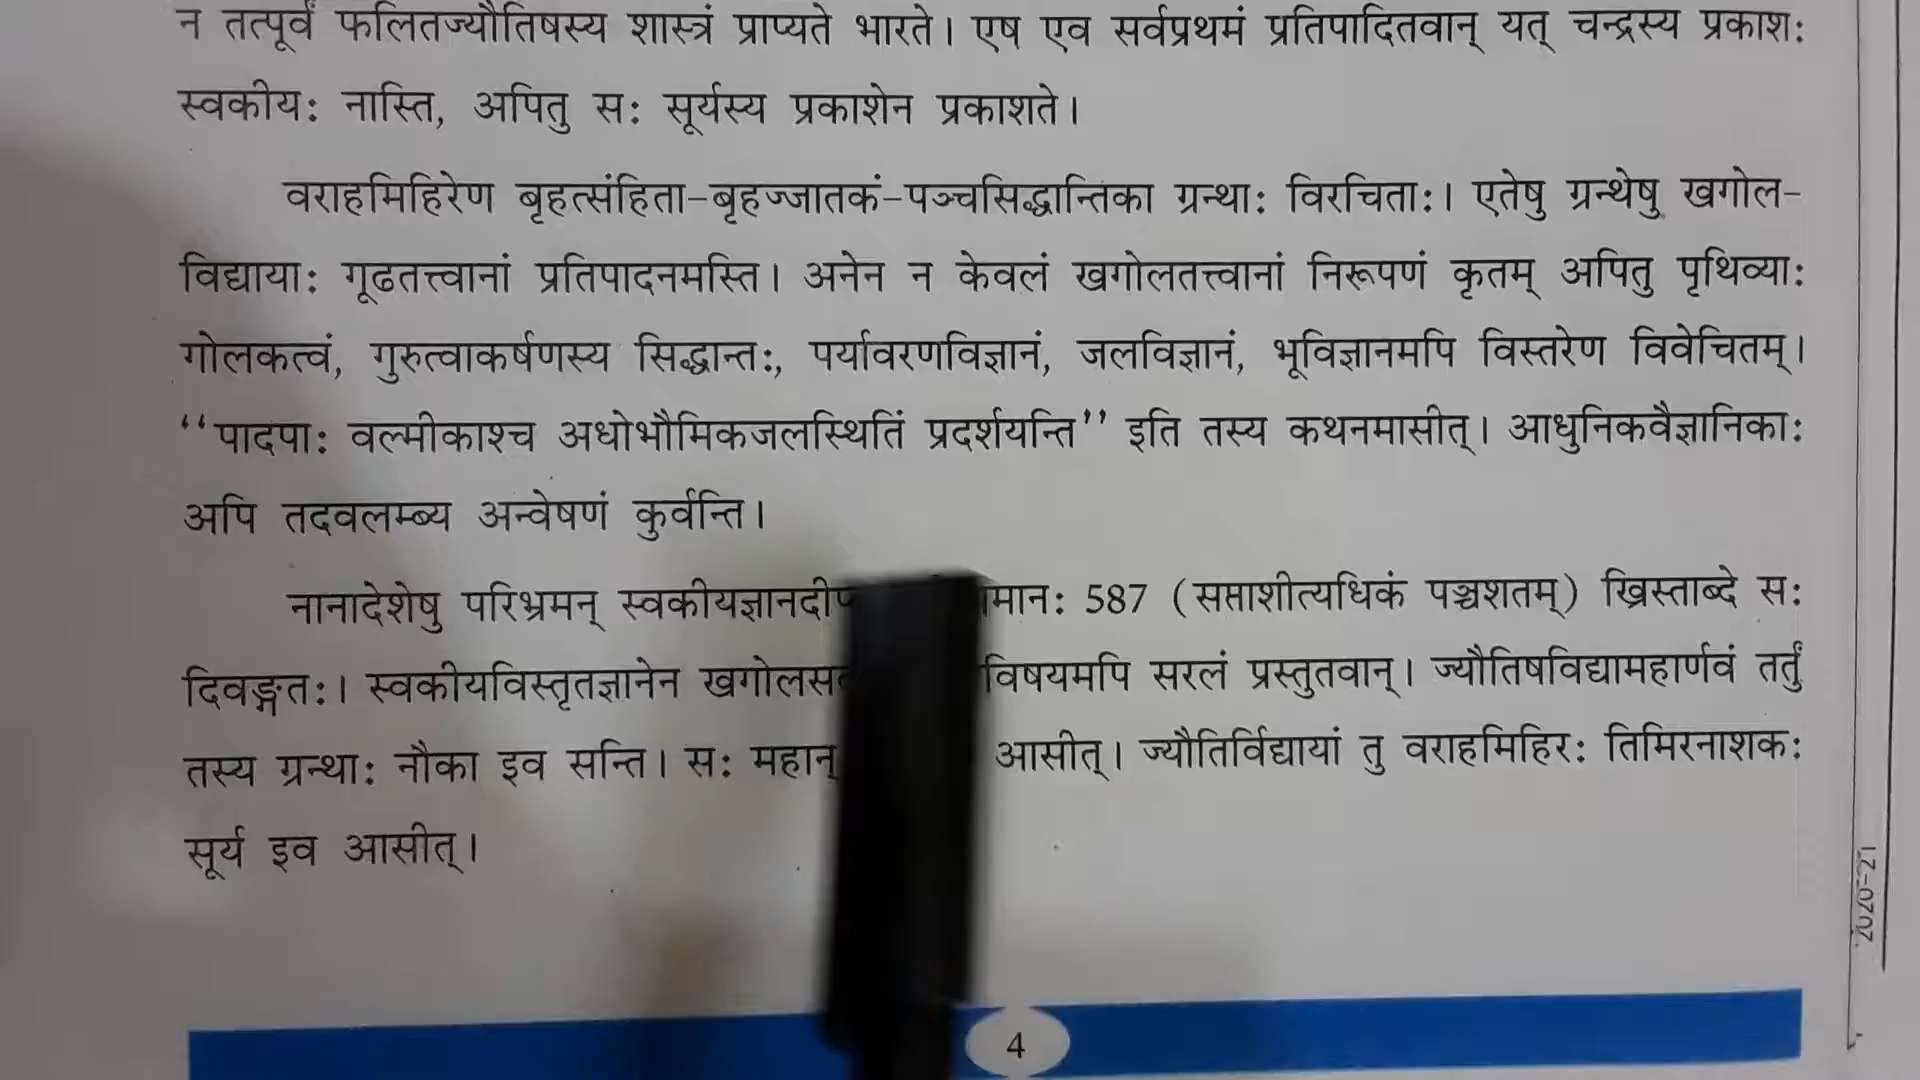 न तत्पूर्वं फलितज्यौतिषस्य शास्त्रं प्राप्यते भारते। एष एव सर्वप्रथमं प्रतिपादितवान् यत् चन्द्रस्य प्रकाशः
स्वकीयः नास्ति, अपितु सः सूर्यस्य प्रकाशेन प्रकाशते।
वराहमिहिरेण बृहत्संहिता-बृहज्जातकं-पञ्चसिद्धान्तिका ग्रन्थाः विरचिताः। एतेषु ग्रन्थेषु खगोल-
विद्यायाः गूढतत्त्वानां प्रतिपादनमस्ति। अनेन न केवलं खगोलतत्त्वानां निरूपणं कृतम् अपितु पृथिव्याः
गोलकत्वं, गुरुत्वाकर्षणस्य सिद्धान्तः, पर्यावरणविज्ञानं, जलविज्ञानं, भूविज्ञानमपि विस्तरेण विवेचितम्।
“पादपाः वल्मीकाश्च अधोभौमिकजलस्थितिं प्रदर्शयन्ति” इति तस्य कथनमासीत्। आधुनिकवैज्ञानिकाः
अपि तदवलम्ब्य अन्वेषणं कुर्वन्ति।
नानादेशेषु परिभ्रमन् 587 (सप्ताशीत्यधिकं पञ्चशतम्) ख्रिस्ताब्दे सः
दिवङ्गतः। स्वकीयविस्तृतज्ञानेन विषयमपि सरलं प्रस्तुतवान्। ज्यौतिषविद्यामहार्णवं तर्तुं
तस्य ग्रन्थाः नौका इव सन्ति। सः महान् आसीत्। ज्यौतिर्विद्यायां तु वराहमिहिरः तिमिरनाशकः
सूर्य इव आसीत्।
4
2020-21